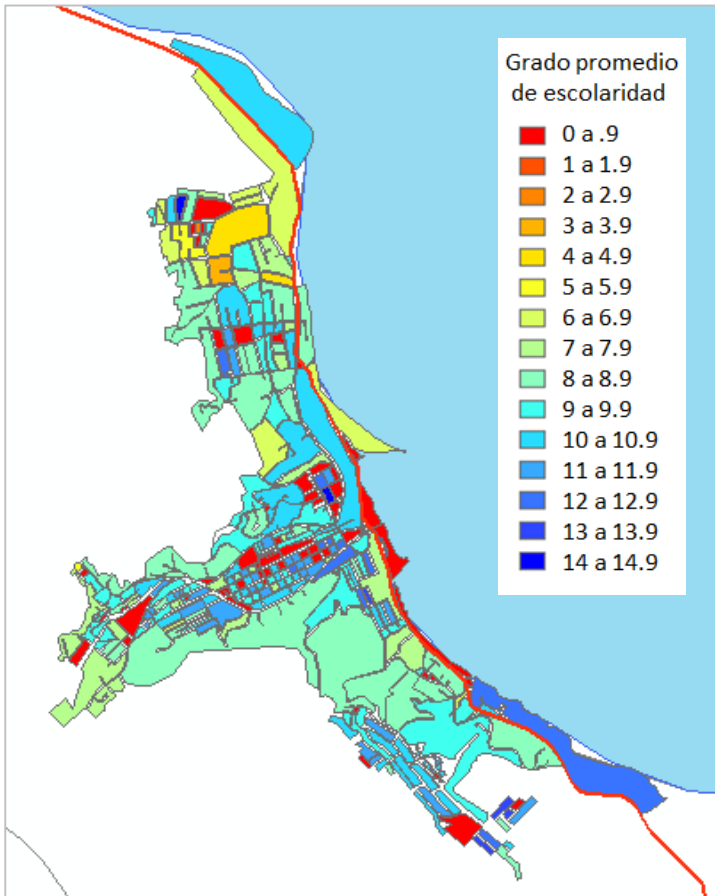 Grado promedio
de escolaridad
0 a .9
1 a 1.9
2 a 2.9
3 a 3.9
4 a 4.9
5 a 5.9
6 a 6.9
7 a 7.9
8 a 8.9
9 a 9.9
10 a 10.9
11 a 11.9
12 a 12.9
13 a 13.9
14 a 14.9